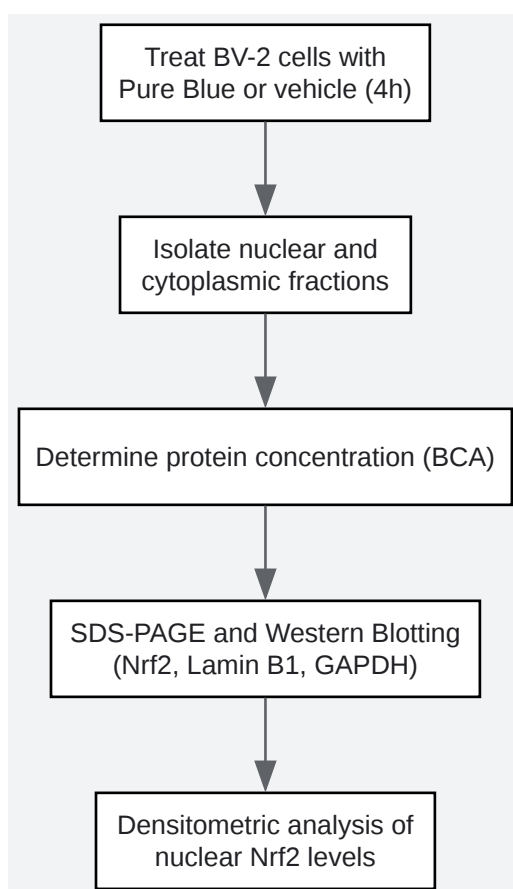 Treat BV-2 cells with
Pure Blue or vehicle (4h)
Isolate nuclear and
cytoplasmic fractions
Determine protein concentration (BCA)
SDS-PAGE and Western Blotting
(Nrf2, Lamin B1, GAPDH)
Densitometric analysis of
nuclear Nrf2 levels